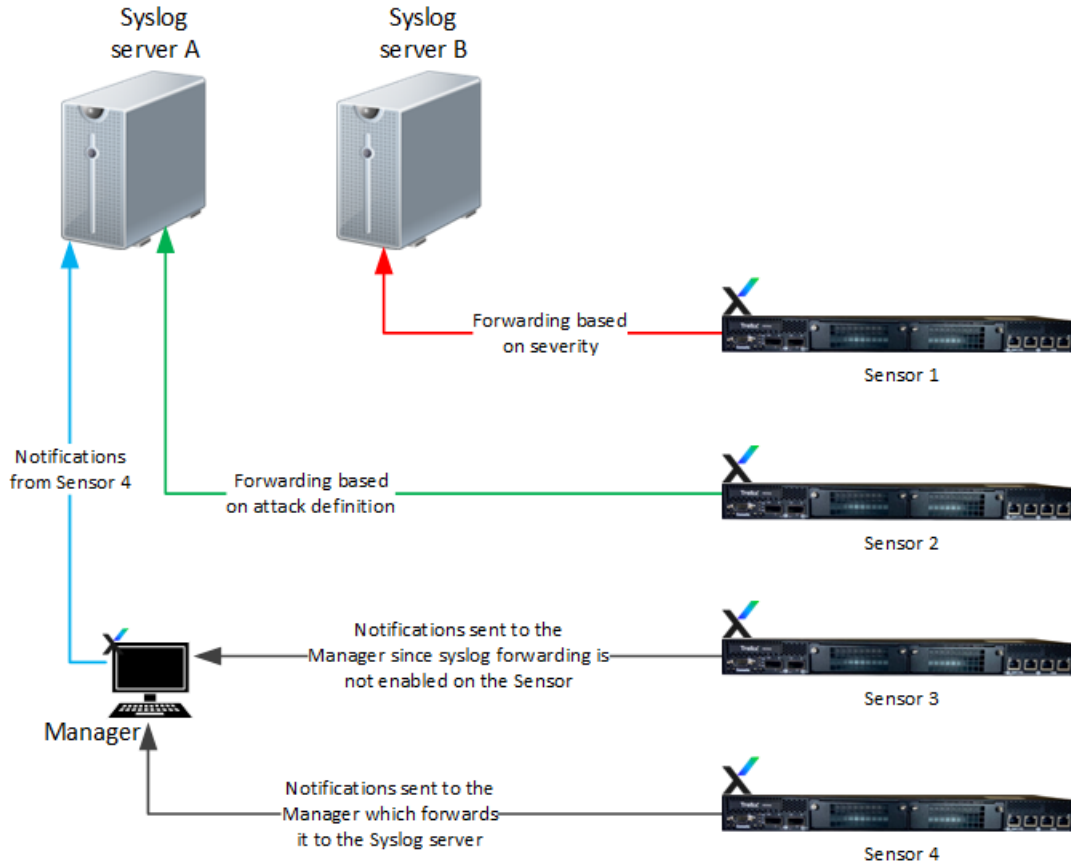 Syslog
server A
Syslog
server B
Forwarding based
on severity
Sensor 1
Notifications
from Sensor 4
Forwarding based
on attack definition
Sensor 2
Notifications sent to the
Manager since syslog forwarding is
not enabled on the Sensor
Sensor 3
Manager
Notifications sent to the
Manager which forwards
it to the Syslog server
Sensor 4